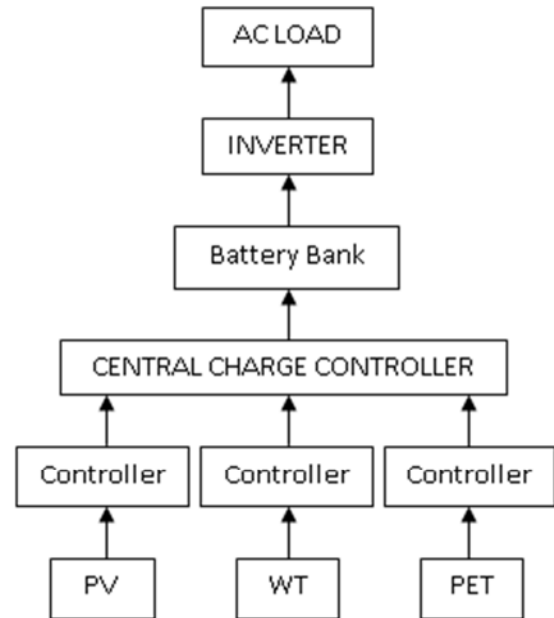 AC LOAD
INVERTER
Battery Bank
CENTRAL CHARGE CONTROLLER
Controller Controller Controller
PV WT PET